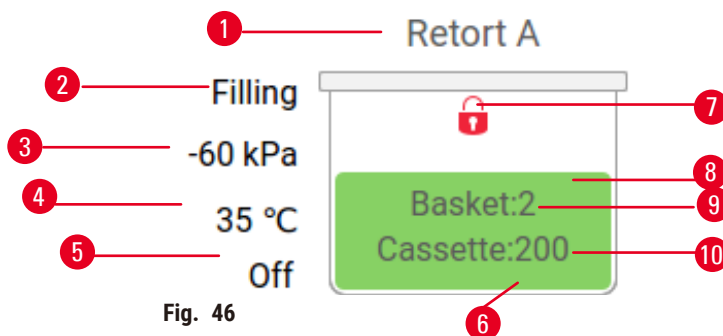 1 Retort A
2 Filling
7
3 -60 kPa
8
4 35 °C
Basket:2 9
5 Off
Cassette:200 10
Fig. 46
6